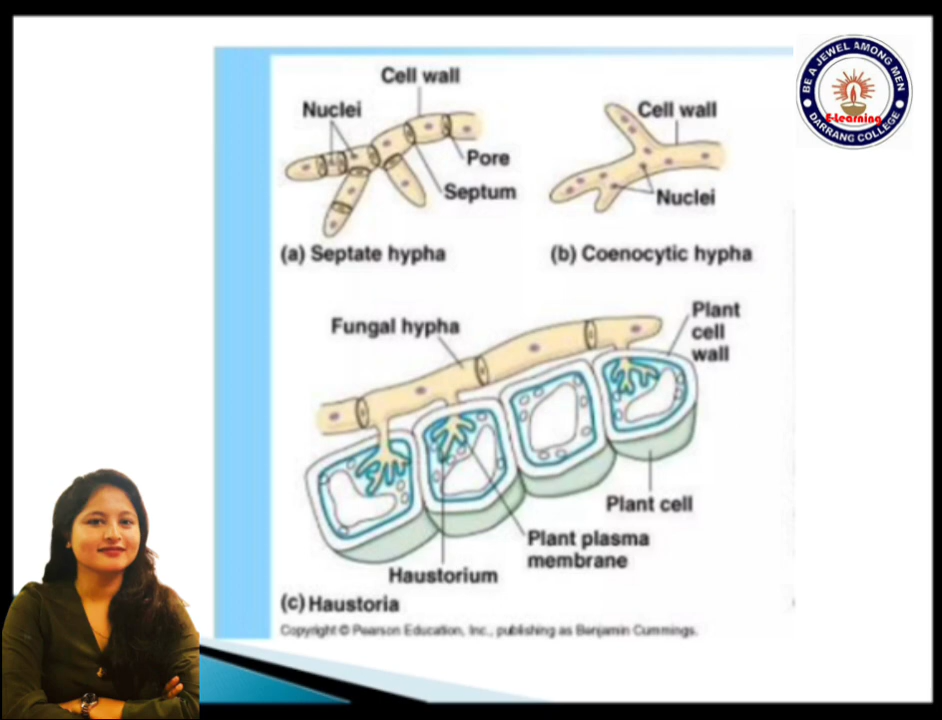 Cell wall
Nuclei
Pore
Septum
(a) Septate hypha
Cell wall
Nuclei
(b) Coenocytic hypha
Fungal hypha
Plant
cell
wall
Plant cell
Plant plasma
membrane
Haustorium
(c) Haustoria
Copyright © Pearson Education, Inc., publishing as Benjamin Cummings.
BE A JEWEL AMONG MEN
E-Learning
DARRANG COLLEGE